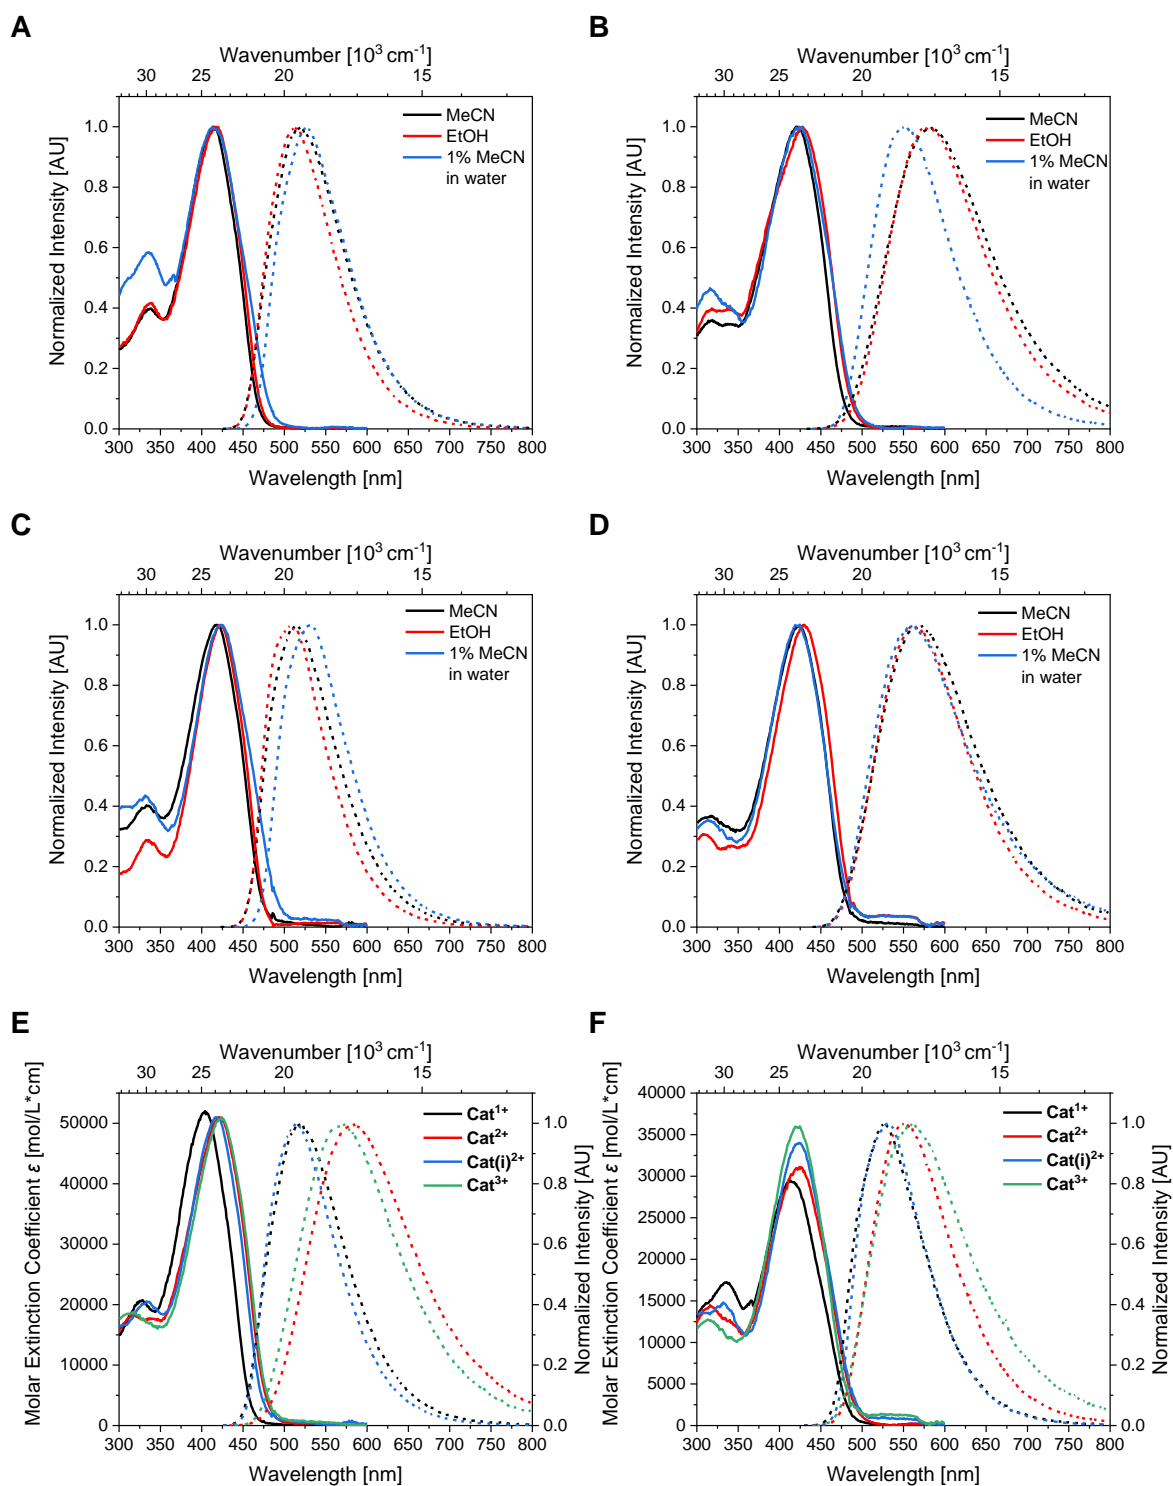 A
Wavenumber [10³ cm⁻¹]
30 25 20 15
Normalized Intensity [AU]
1.0
0.8
0.6
0.4
0.2
0.0
MeCN
EtOH
1% MeCN
in water
300 350 400 450 500 550 600 650 700 750 800
Wavelength [nm]
B
Wavenumber [10³ cm⁻¹]
30 25 20 15
Normalized Intensity [AU]
1.0
0.8
0.6
0.4
0.2
0.0
MeCN
EtOH
1% MeCN
in water
300 350 400 450 500 550 600 650 700 750 800
Wavelength [nm]
C
Wavenumber [10³ cm⁻¹]
30 25 20 15
Normalized Intensity [AU]
1.0
0.8
0.6
0.4
0.2
0.0
MeCN
EtOH
1% MeCN
in water
300 350 400 450 500 550 600 650 700 750 800
Wavelength [nm]
D
Wavenumber [10³ cm⁻¹]
30 25 20 15
Normalized Intensity [AU]
1.0
0.8
0.6
0.4
0.2
0.0
MeCN
EtOH
1% MeCN
in water
300 350 400 450 500 550 600 650 700 750 800
Wavelength [nm]
E
Wavenumber [10³ cm⁻¹]
30 25 20 15
Molar Extinction Coefficient ε [mol/L*cm]
50000
40000
30000
20000
10000
0
Cat¹⁺
Cat²⁺
Cat(i)²⁺
Cat³⁺
1.0
0.8
0.6
0.4
0.2
0.0
Normalized Intensity [AU]
300 350 400 450 500 550 600 650 700 750 800
Wavelength [nm]
F
Wavenumber [10³ cm⁻¹]
30 25 20 15
Molar Extinction Coefficient ε [mol/L*cm]
40000
35000
30000
25000
20000
15000
10000
5000
0
Cat¹⁺
Cat²⁺
Cat(i)²⁺
Cat³⁺
1.0
0.8
0.6
0.4
0.2
0.0
Normalized Intensity [AU]
300 350 400 450 500 550 600 650 700 750 800
Wavelength [nm]